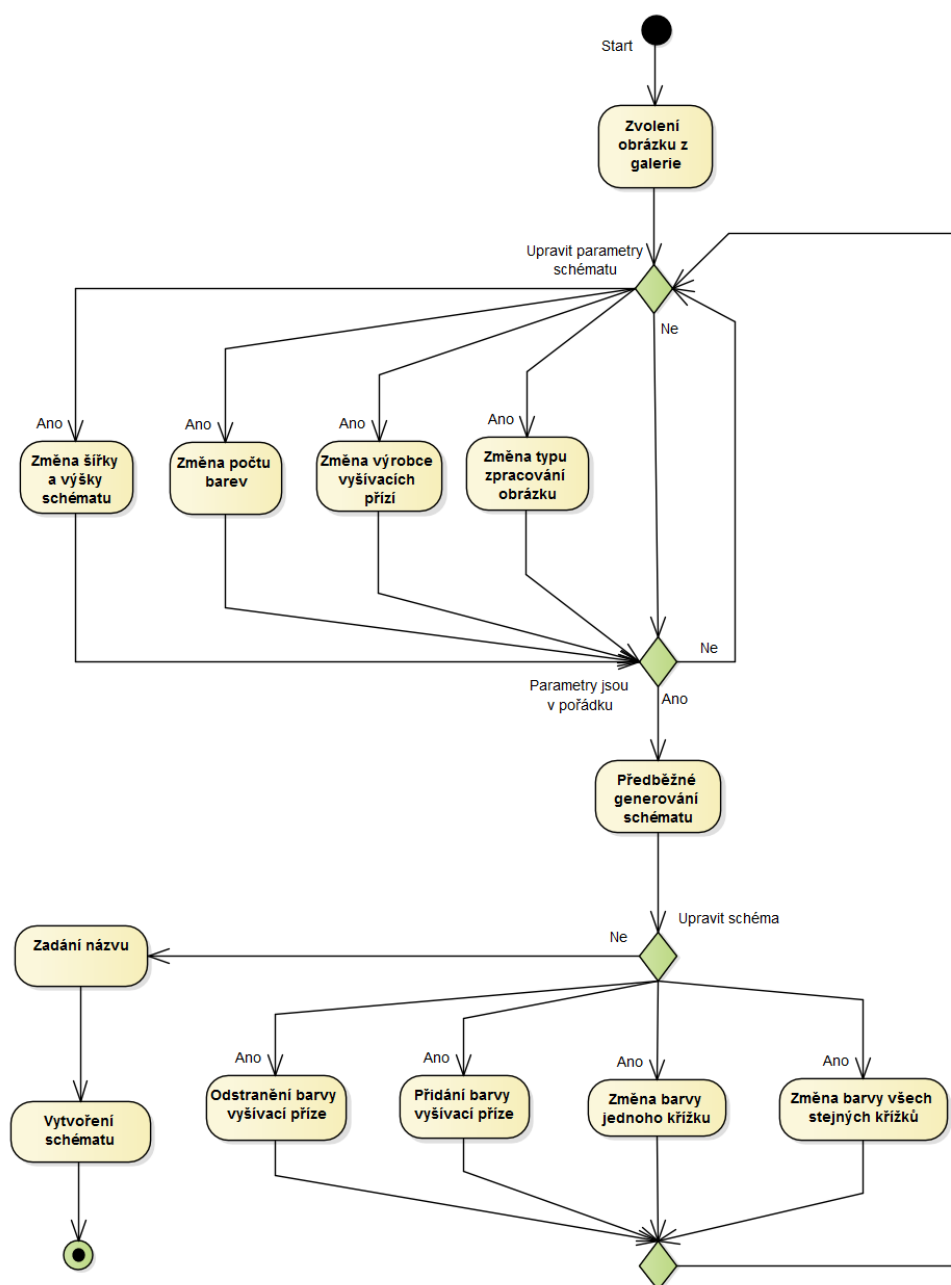 Start
Zvolení
obrázku z
galerie
Upravit parametry
schématu
Ne
Ano
Ano
Ano
Ano
Změna šířky
a výšky
schématu
Změna počtu
barev
Změna výrobce
vyšívacích
přízí
Změna typu
zpracování
obrázku
Ne
Parametry jsou
v pořádku
Ano
Předběžné
generování
schématu
Upravit schéma
Ne
Zadání názvu
Ano
Ano
Ano
Ano
Odstranění barvy
vyšívací příze
Přidání barvy
vyšívací příze
Změna barvy
jednoho křížku
Změna barvy všech
stejných křížků
Vytvoření
schématu